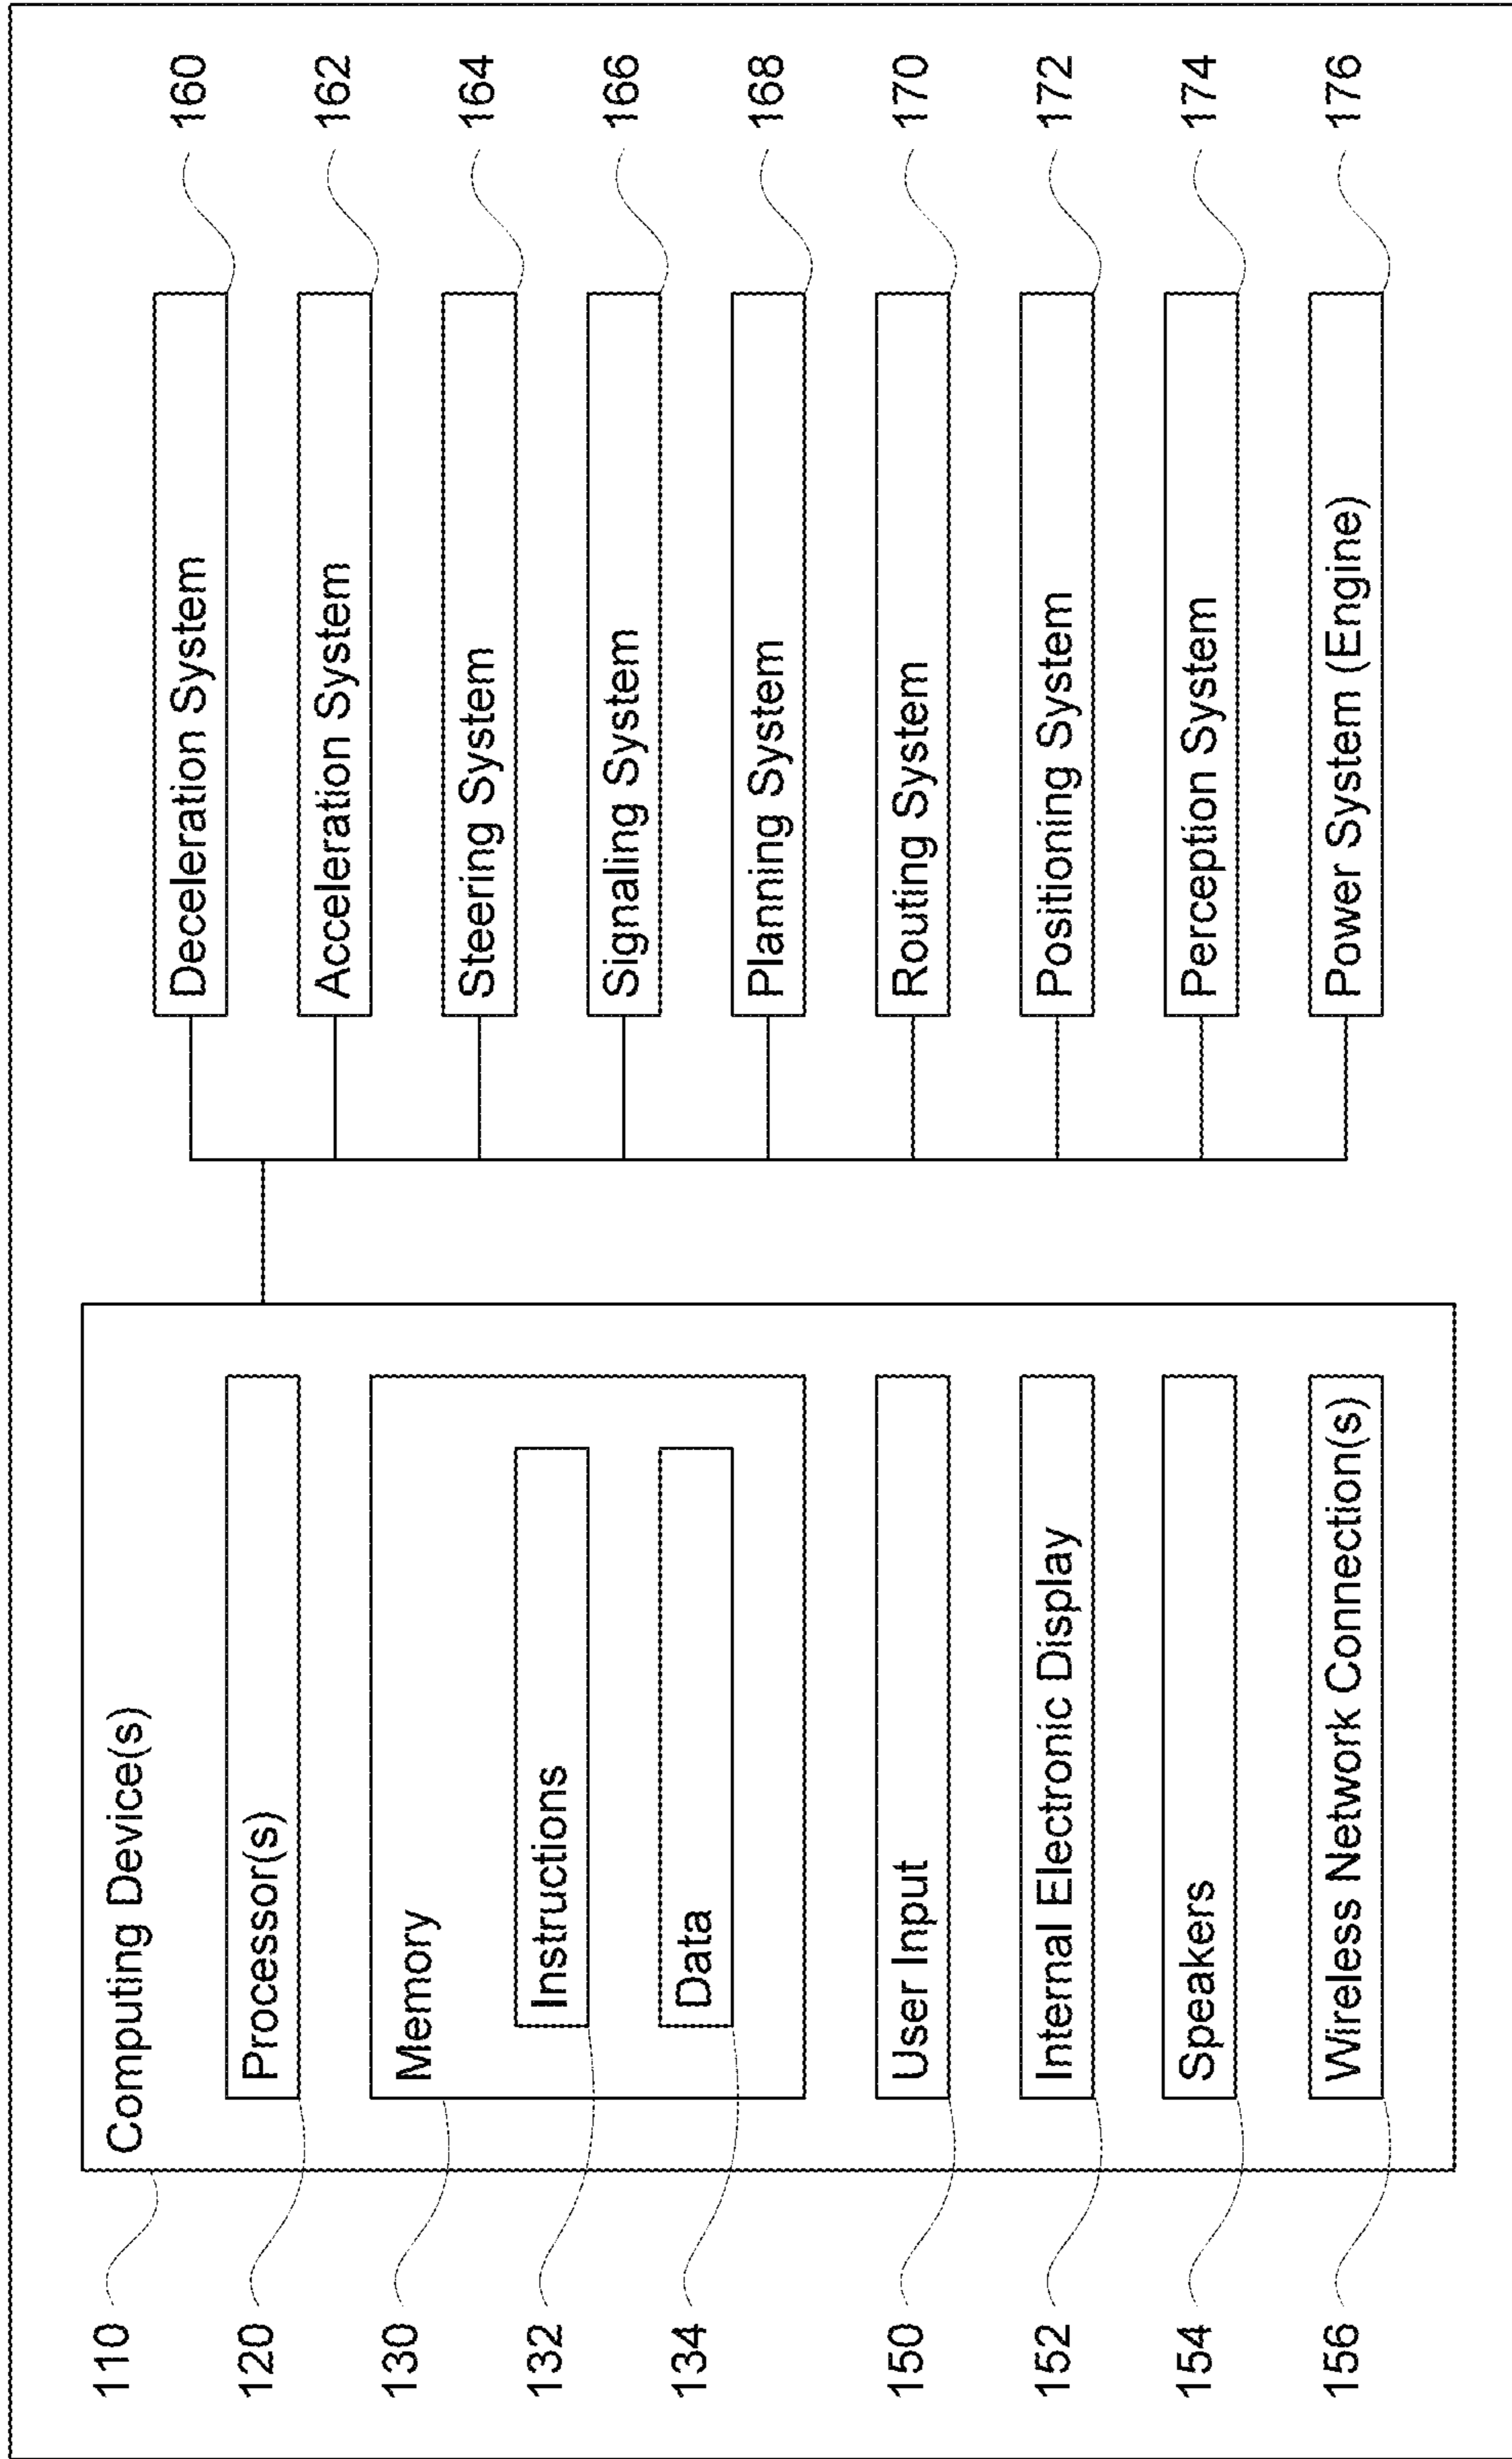 110
Computing Device(s)
120
Processor(s)
130
Memory
132
Instructions
134
Data
150
User Input
152
Internal Electronic Display
154
Speakers
156
Wireless Network Connection(s)
Deceleration System
160
Acceleration System
162
Steering System
164
Signaling System
166
Planning System
168
Routing System
170
Positioning System
172
Perception System
174
Power System (Engine)
176